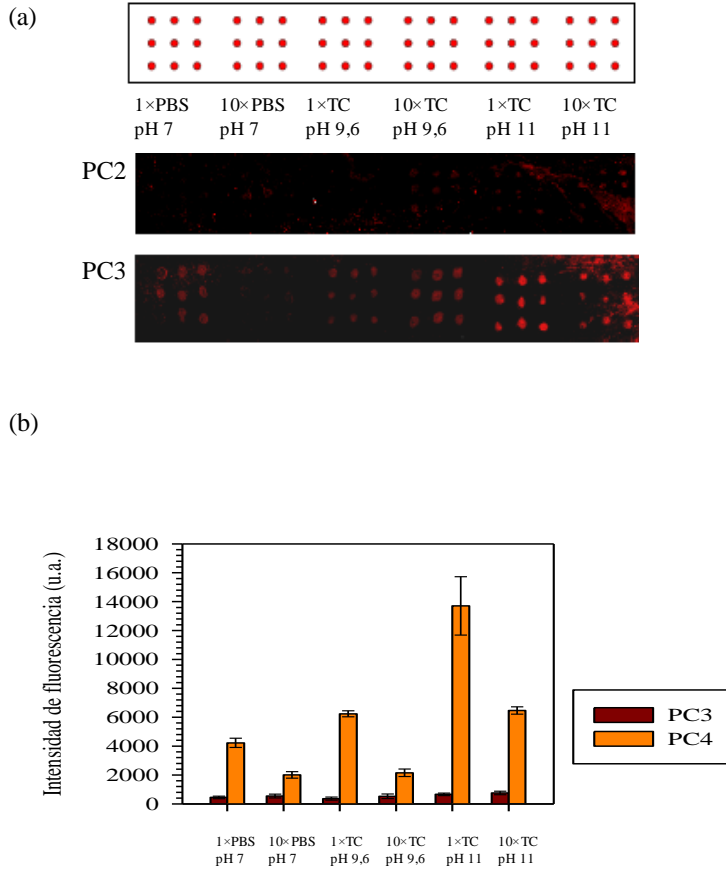 (a)
1×PBS 10×PBS 1×TC 10×TC 1×TC 10×TC
pH 7 pH 7 pH 9,6 pH 9,6 pH 11 pH 11
PC2
PC3
(b)
Intensidad de fluorescencia (u.a.)
18000
16000
14000
12000
10000
8000
6000
4000
2000
0
PC3
PC4
1×PBS 10×PBS 1×TC 10×TC 1×TC 10×TC
pH 7 pH 7 pH 9,6 pH 9,6 pH 11 pH 11